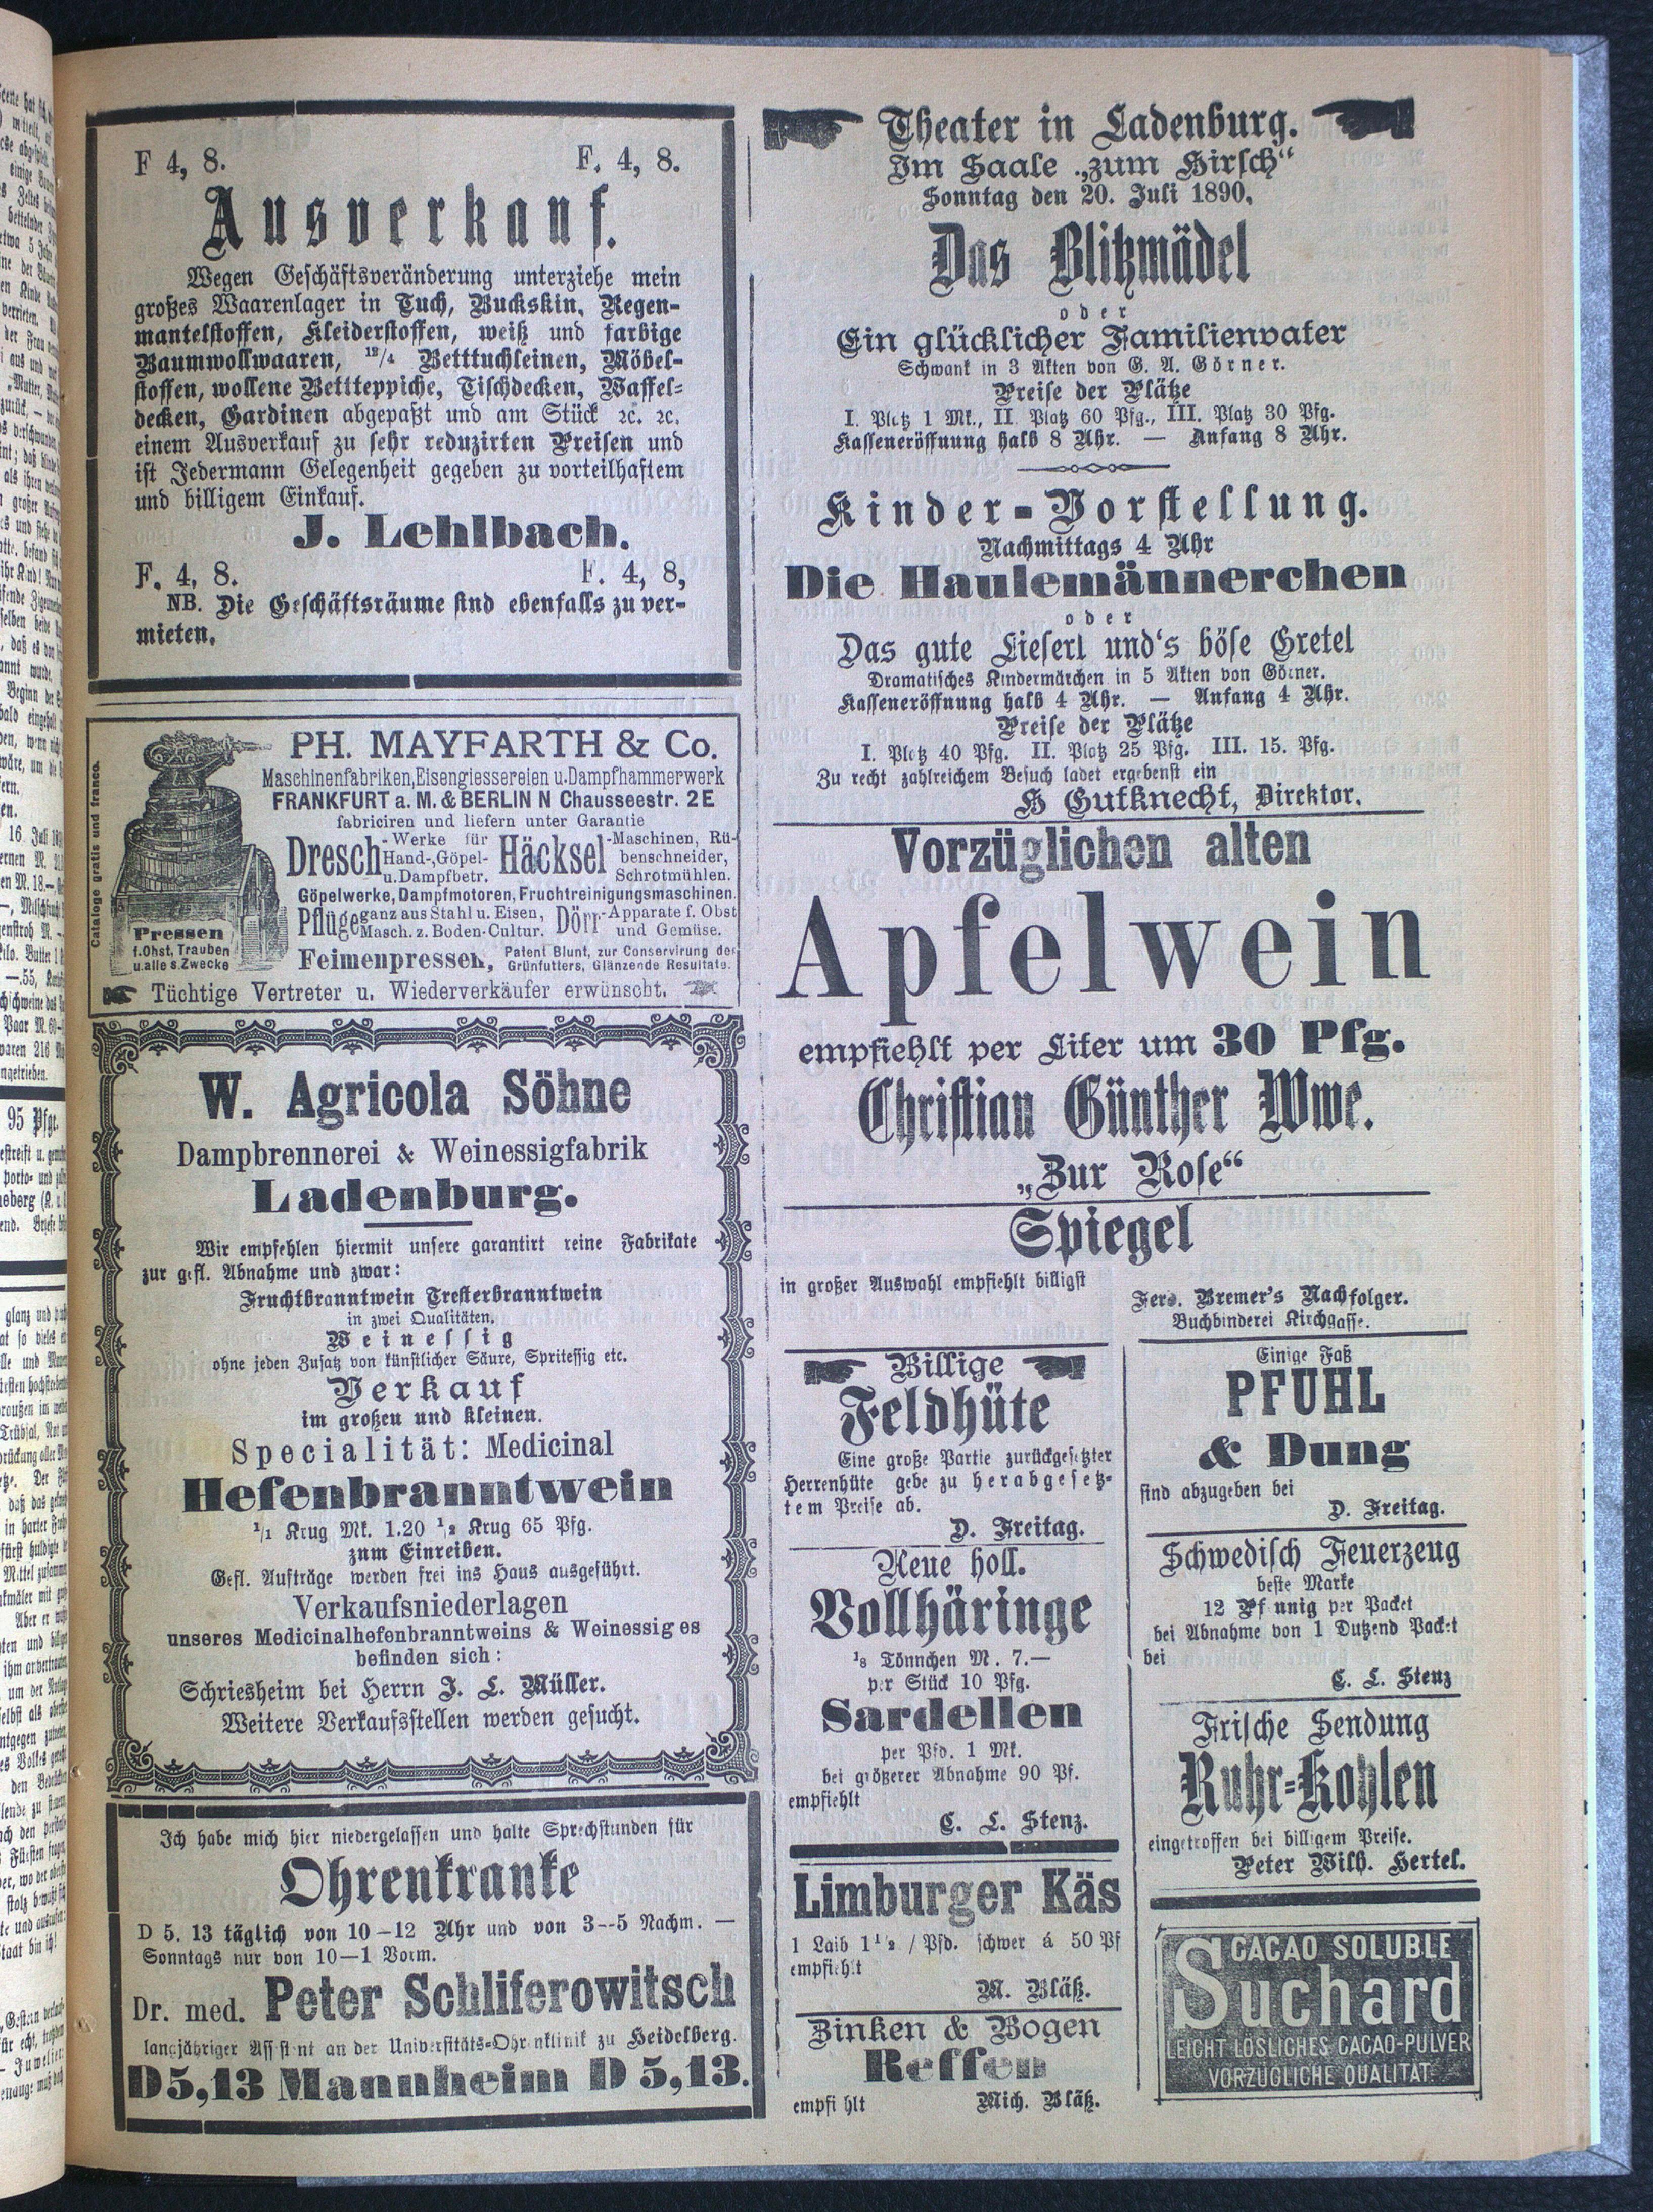 F 4, 8. F. 4, 8.
Ausverkauf.
Wegen Geschäftsveränderung unterziehe mein
großes Waarenlager in Tuch, Buckskin, Regen-
mantelstoffen, Kleiderstoffen, weiß und farbige
Baumwollwaaren, 12/4 Betttuchleinen, Möbel-
stoffen, wollene Bettteppiche, Tischdecken, Waffel-
decken, Gardinen abgepaßt und am Stück ꝛc. ꝛc.
einem Ausverkauf zu sehr reduzirten Preisen und
ist Jedermann Gelegenheit gegeben zu vorteilhaftem
und billigem Einkauf.
J. Lehlbach.
F. 4, 8. F. 4, 8,
NB. Die Geschäftsräume sind ebenfalls zu ver-
mieten.
Cataloge gratis und franco.
PH. MAYFARTH & Co.
Maschinenfabriken, Eisengiessereien u. Dampfhammerwerk
FRANKFURT a. M. & BERLIN N Chausseestr. 2E
fabriciren und liefern unter Garantie
Dresch-Werke für Hand-, Göpel- u. Dampfbetr. Häcksel-Maschinen, Rü-
benschneider, Schrotmühlen.
Göpelwerke, Dampfmotoren, Fruchtreinigungsmaschinen.
Pflüge ganz aus Stahl u. Eisen, Masch. z. Boden-Cultur. Dörr-Apparate f. Obst und Gemüse.
Feimenpressen, Patent Blunt, zur Conservirung des Grünfutters, Glänzende Resultate.
Pressen
f. Obst, Trauben
u. alle s. Zwecke
Tüchtige Vertreter u. Wiederverkäufer erwünscht.
W. Agricola Söhne
Dampbrennerei & Weinessigfabrik
Ladenburg.
Wir empfehlen hiermit unsere garantirt reine Fabrikate
zur gefl. Abnahme und zwar:
Fruchtbranntwein Tresterbranntwein
in zwei Qualitäten.
Weinessig
ohne jeden Zusatz von künstlicher Säure, Spritessig etc.
Verkauf
im großen und kleinen.
Specialität: Medicinal
Hefenbranntwein
1/1 Krug Mk. 1.20 1/2 Krug 65 Pfg.
zum Einreiben.
Gefl. Aufträge werden frei ins Haus ausgeführt.
Verkaufsniederlagen
unseres Medicinalhefenbranntweins & Weinessiges
befinden sich:
Schriesheim bei Herrn J. L. Müller.
Weitere Verkaufsstellen werden gesucht.
Ich habe mich hier niedergelassen und halte Sprechstunden für
Ohrenkranke
D 5. 13 täglich von 10—12 Uhr und von 3--5 Nachm. —
Sonntags nur von 10—1 Vorm.
Dr. med. Peter Schliferowitsch
langjähriger Assistent an der Universitäts-Ohrenklinik zu Heidelberg.
D 5, 13 Mannheim D 5, 13.
Theater in Ladenburg.
Im Saale „zum Hirsch“
Sonntag den 20. Juli 1890,
Das Blitzmädel
oder
Ein glücklicher Familienvater
Schwank in 3 Akten von G. A. Görner.
Preise der Plätze
I. Platz 1 Mk., II Platz 60 Pfg., III. Platz 30 Pfg.
Kasseneröffnung halb 8 Uhr. — Anfang 8 Uhr.
Kinder-Vorstellung.
Nachmittags 4 Uhr
Die Haulemännerchen
oder
Das gute Lieserl und's böse Gretel
Dramatisches Kindermärchen in 5 Akten von Görner.
Kasseneröffnung halb 4 Uhr. — Anfang 4 Uhr.
Preise der Plätze
I. Platz 40 Pfg. II. Platz 25 Pfg. III. 15. Pfg.
Zu recht zahlreichem Besuch ladet ergebenst ein
H Gutknecht, Direktor.
Vorzüglichen alten
Apfelwein
empfiehlt per Liter um 30 Pfg.
Christian Günther Wwe.
„Zur Rose“
Spiegel
in großer Auswahl empfiehlt billigst
Ferd. Bremer's Nachfolger.
Buchbinderei Kirchgasse.
Billige
Feldhüte
Eine große Partie zurückgesetzter
Herrenhüte gebe zu herabgesetz-
tem Preise ab.
D. Freitag.
Neue holl.
Vollhäringe
1/8 Tönnchen M. 7.—
per Stück 10 Pfg.
Sardellen
per Pfd. 1 Mk.
bei größerer Abnahme 90 Pf.
empfiehlt
C. L. Stenz.
Limburger Käs
1 Laib 1 1/2 / Pfd. schwer á 50 Pf
empfiehlt
M. Bläß.
Zinken & Bogen
Reffen
empfi hlt Mich. Bläß.
Einige Faß
PFUHL
& Dung
sind abzugeben bei
D. Freitag.
Schwedisch Feuerzeug
beste Marke
12 Pf nnig per Packet
bei Abnahme von 1 Dutzend Packet
bei
C. L. Stenz
Frische Sendung
Ruhr-Kohlen
eingetroffen bei billigem Preise.
Peter Wilh. Hertel.
CACAO SOLUBLE
Suchard
LEICHT LÖSLICHES CACAO-PULVER
VORZÜGLICHE QUALITÄT.